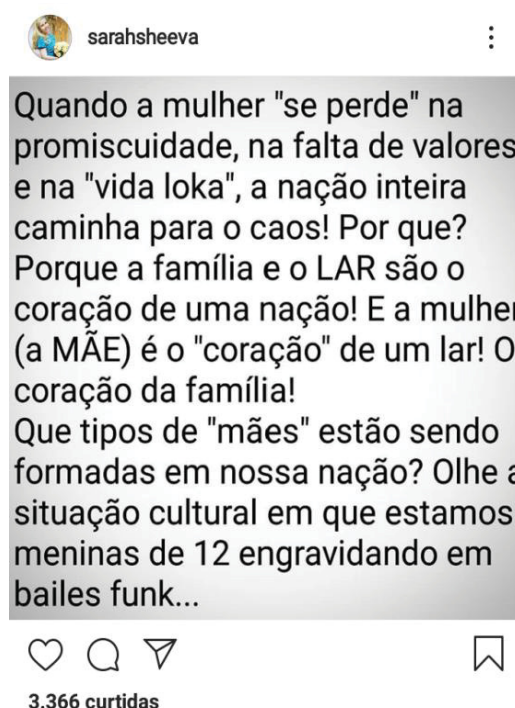 sarahsheeva
Quando a mulher "se perde" na
promiscuidade, na falta de valores
e na "vida loka", a nação inteira
caminha para o caos! Por que?
Porque a família e o LAR são o
coração de uma nação! E a mulher
(a MÃE) é o "coração" de um lar! O
coração da família!
Que tipos de "mães" estão sendo
formadas em nossa nação? Olhe a
situação cultural em que estamos
meninas de 12 engravidando em
bailes funk...
3.366 curtidas